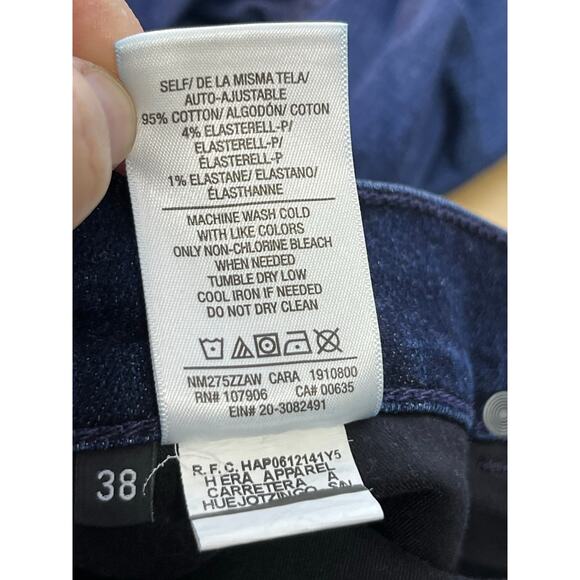 SELF/ DE LA MISMA TELA/
AUTO-AJUSTABLE
95% COTTON/ ALGODÓN/ COTON
4% ELASTERELL-P/
ELASTERELL-P/
ÉLASTERELL-P
1% ELASTANE/ ELASTANO/
ÉLASTHANNE
MACHINE WASH COLD
WITH LIKE COLORS
ONLY NON-CHLORINE BLEACH
WHEN NEEDED
TUMBLE DRY LOW
COOL IRON IF NEEDED
DO NOT DRY CLEAN
NM275ZZAW CARA 1910800
RN# 107906 CA# 00635
EIN# 20-3082491
R.F.C. HAP0612141Y5
HERA APPAREL
CARRETERA A
HUEJOTZINGO SN
38